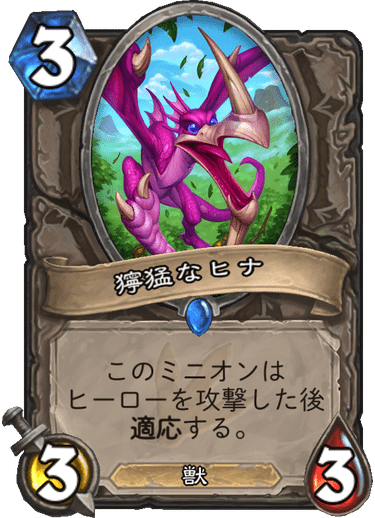 3
獰猛なヒナ
このミニオンは
ヒーローを攻撃した後
適応する。
3
獣
3